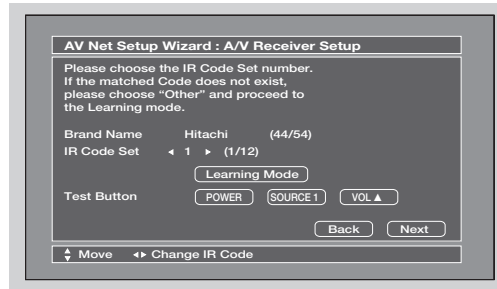 AV Net Setup Wizard : A/V Receiver Setup
Please choose the IR Code Set number.
If the matched Code does not exist,
please choose “Other” and proceed to
the Learning mode.
Brand Name Hitachi (44/54)
IR Code Set ◂ 1 ▸ (1/12)
Learning Mode
Test Button POWER SOURCE 1 VOL ▲
Back Next
Move Change IR Code